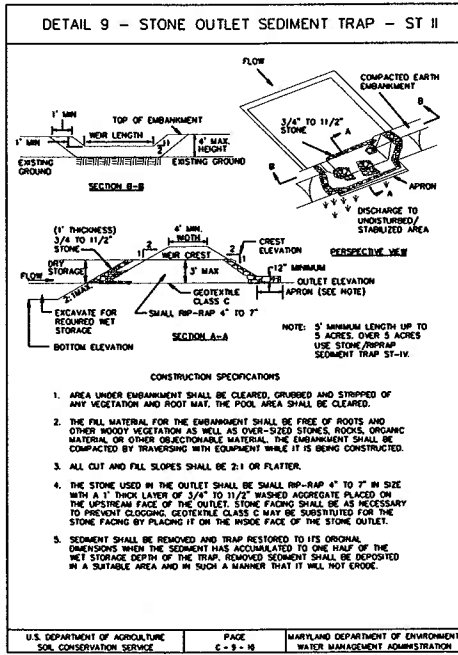 DETAIL 9 - STONE OUTLET SEDIMENT TRAP - ST II
FLOW
COMPACTED EARTH
EMBANKMENT
1' MIN
TOP OF EMBANKMENT
WEIR LENGTH
1' MIN
4' MAX.
HEIGHT
EXISTING
GROUND
EXISTING GROUND
SECTION B-B
3/4" TO 11/2"
STONE
A
B
B
A
APRON
DISCHARGE TO
UNDISTURBED/
STABILIZED AREA
PERSPECTIVE VIEW
(1' THICKNESS)
3/4 TO 11/2"
STONE
4' MIN.
WIDTH
WEIR CREST
CREST
ELEVATION
DRY
STORAGE
FLOW
3' MAX
12" MINIMUM
OUTLET ELEVATION
APRON (SEE NOTE)
2:1 MAX.
GEOTEXTILE
CLASS C
SMALL RIP-RAP 4" TO 7"
EXCAVATE FOR
REQUIRED WET
STORAGE
SECTION A-A
BOTTOM ELEVATION
NOTE: 5' MINIMUM LENGTH UP TO
5 ACRES. OVER 5 ACRES
USE STONE/RIPRAP
SEDIMENT TRAP ST-IV.
CONSTRUCTION SPECIFICATIONS
1. AREA UNDER EMBANKMENT SHALL BE CLEARED, GRUBBED AND STRIPPED OF
ANY VEGETATION AND ROOT MAT. THE POOL AREA SHALL BE CLEARED.
2. THE FILL MATERIAL FOR THE EMBANKMENT SHALL BE FREE OF ROOTS AND
OTHER WOODY VEGETATION AS WELL AS OVER-SIZED STONES, ROCKS, ORGANIC
MATERIAL OR OTHER OBJECTIONABLE MATERIAL. THE EMBANKMENT SHALL BE
COMPACTED BY TRAVERSING WITH EQUIPMENT WHILE IT IS BEING CONSTRUCTED.
3. ALL CUT AND FILL SLOPES SHALL BE 2:1 OR FLATTER.
4. THE STONE USED IN THE OUTLET SHALL BE SMALL RIP-RAP 4" TO 7" IN SIZE
WITH A 1' THICK LAYER OF 3/4" TO 11/2" WASHED AGGREGATE PLACED ON
THE UPSTREAM FACE OF THE OUTLET. STONE FACING SHALL BE AS NECESSARY
TO PREVENT CLOGGING. GEOTEXTILE CLASS C MAY BE SUBSTITUTED FOR THE
STONE FACING BY PLACING IT ON THE INSIDE FACE OF THE STONE OUTLET.
5. SEDIMENT SHALL BE REMOVED AND TRAP RESTORED TO ITS ORIGINAL
DIMENSIONS WHEN THE SEDIMENT HAS ACCUMULATED TO ONE HALF OF THE
WET STORAGE DEPTH OF THE TRAP. REMOVED SEDIMENT SHALL BE DEPOSITED
IN A SUITABLE AREA AND IN SUCH A MANNER THAT IT WILL NOT ERODE.
U.S. DEPARTMENT OF AGRICULTURE
SOIL CONSERVATION SERVICE
PAGE
C - 9 - 10
MARYLAND DEPARTMENT OF ENVIRONMENT
WATER MANAGEMENT ADMINISTRATION